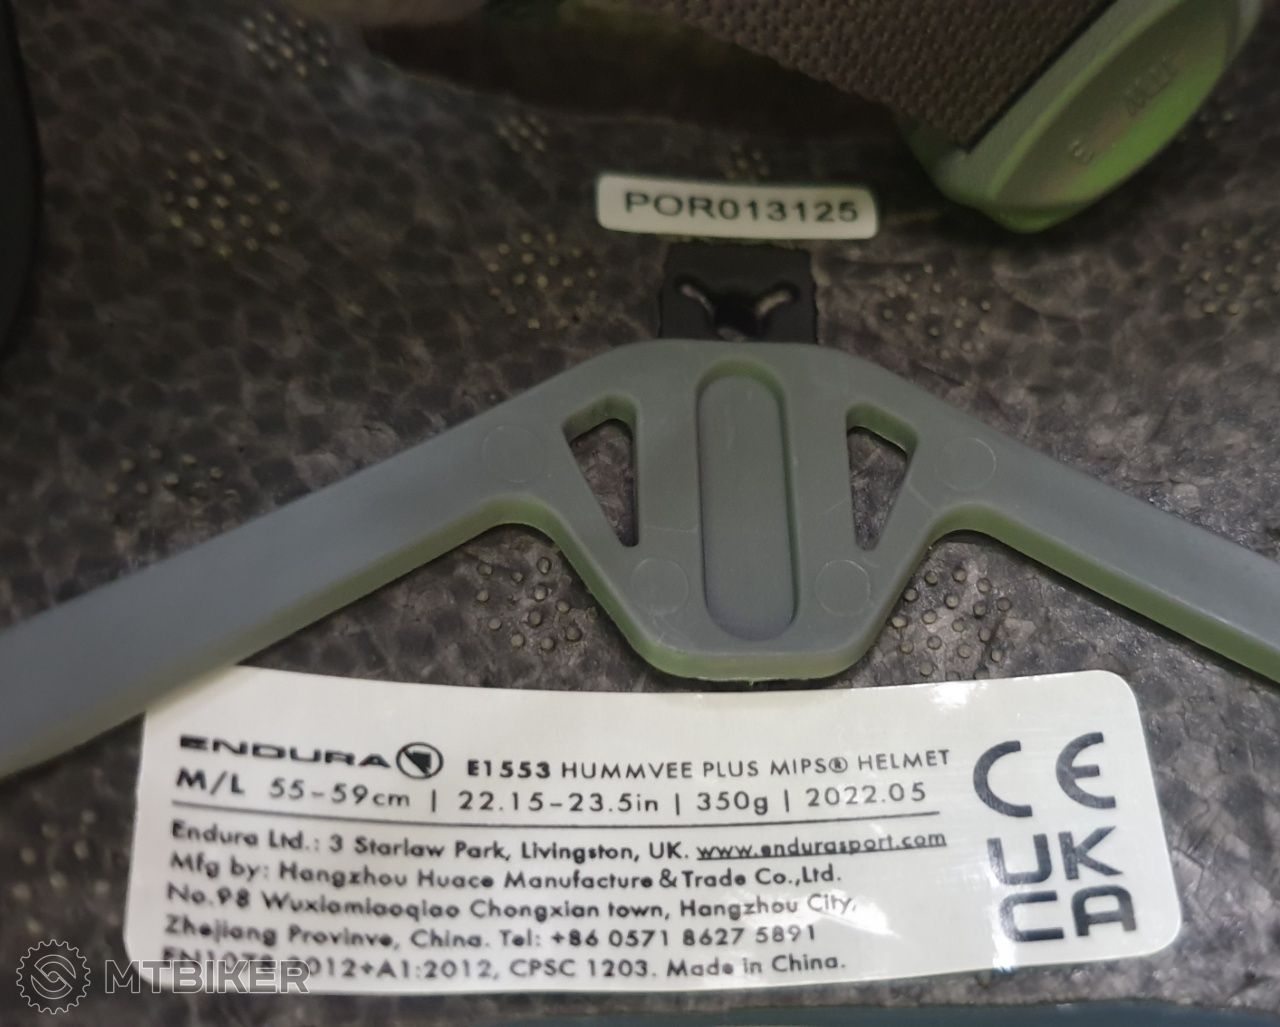 POR013125
ENDURA E1553 HUMMVEE PLUS MIPS® HELMET
M/L 55-59cm | 22.15-23.5in | 350g | 2022.05
Endura Ltd.: 3 Starlaw Park, Livingston, UK. www.endurasport.com
Mfg by: Hangzhou Huace Manufacture & Trade Co.,Ltd.
No.98 Wuxiamiaoqiao Chongxian town, Hangzhou City,
Zhejiang Provinve, China. Tel: +86 0571 8627 5891
EN1078:2012+A1:2012, CPSC 1203. Made in China.
CE
UK
CA
MTBIKER